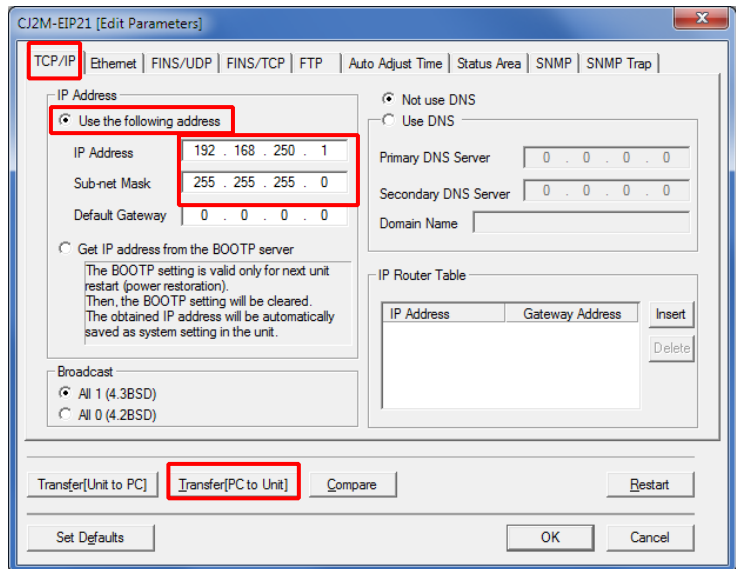 CJ2M-EIP21 [Edit Parameters]
TCP/IP Ethernet FINS/UDP FINS/TCP FTP Auto Adjust Time Status Area SNMP SNMP Trap
IP Address
Use the following address
IP Address 192 . 168 . 250 . 1
Sub-net Mask 255 . 255 . 255 . 0
Default Gateway 0 . 0 . 0 . 0
Get IP address from the BOOTP server
The BOOTP setting is valid only for next unit
restart (power restoration).
Then, the BOOTP setting will be cleared.
The obtained IP address will be automatically
saved as system setting in the unit.
Broadcast
All 1 (4.3BSD)
All 0 (4.2BSD)
Not use DNS
Use DNS
Primary DNS Server 0 . 0 . 0 . 0
Secondary DNS Server 0 . 0 . 0 . 0
Domain Name
IP Router Table
IP Address Gateway Address
Insert
Delete
Transfer[Unit to PC] Transfer[PC to Unit] Compare Restart
Set Defaults OK Cancel